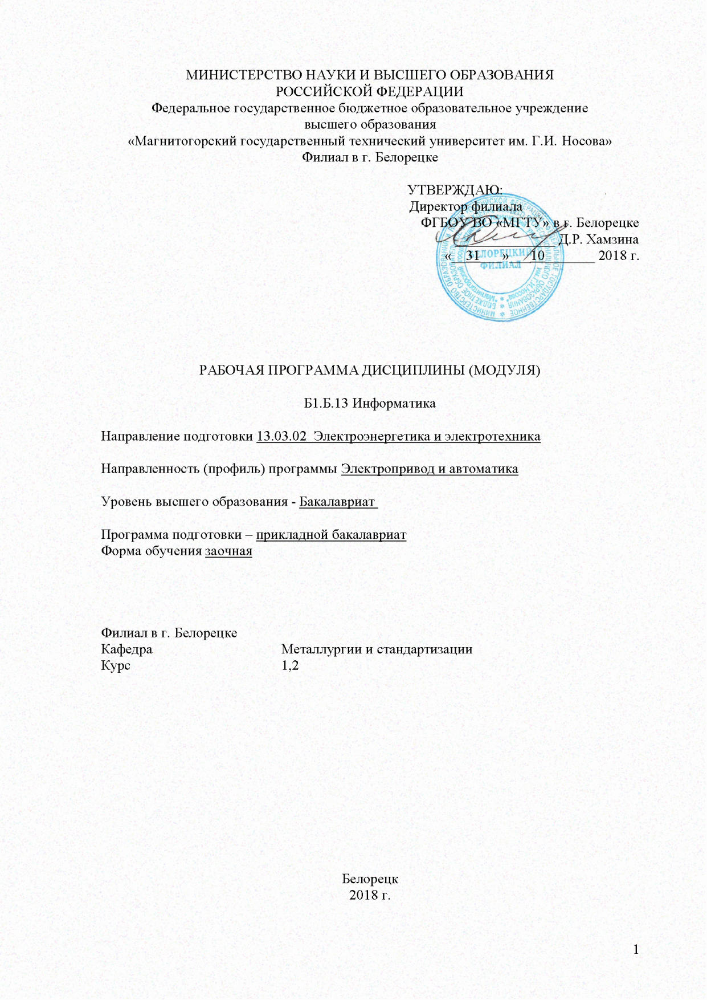 МИНИСТЕРСТВО НАУКИ И ВЫСШЕГО ОБРАЗОВАНИЯ
РОССИЙСКОЙ ФЕДЕРАЦИИ
Федеральное государственное бюджетное образовательное учреждение
высшего образования
«Магнитогорский государственный технический университет им. Г.И. Носова»
Филиал в г. Белорецке
УТВЕРЖДАЮ:
Директор филиала
ФГБОУ ВО «МГТУ» в г. Белорецке
Д.Р. Хамзина
« 31 » 10 2018 г.
БЕЛОРЕЦКИЙ
ФИЛИАЛ
РАБОЧАЯ ПРОГРАММА ДИСЦИПЛИНЫ (МОДУЛЯ)
Б1.Б.13 Информатика
Направление подготовки 13.03.02 Электроэнергетика и электротехника
Направленность (профиль) программы Электропривод и автоматика
Уровень высшего образования - Бакалавриат
Программа подготовки – прикладной бакалавриат
Форма обучения заочная
Филиал в г. Белорецке
Кафедра Металлургии и стандартизации
Курс 1,2
Белорецк
2018 г.
1